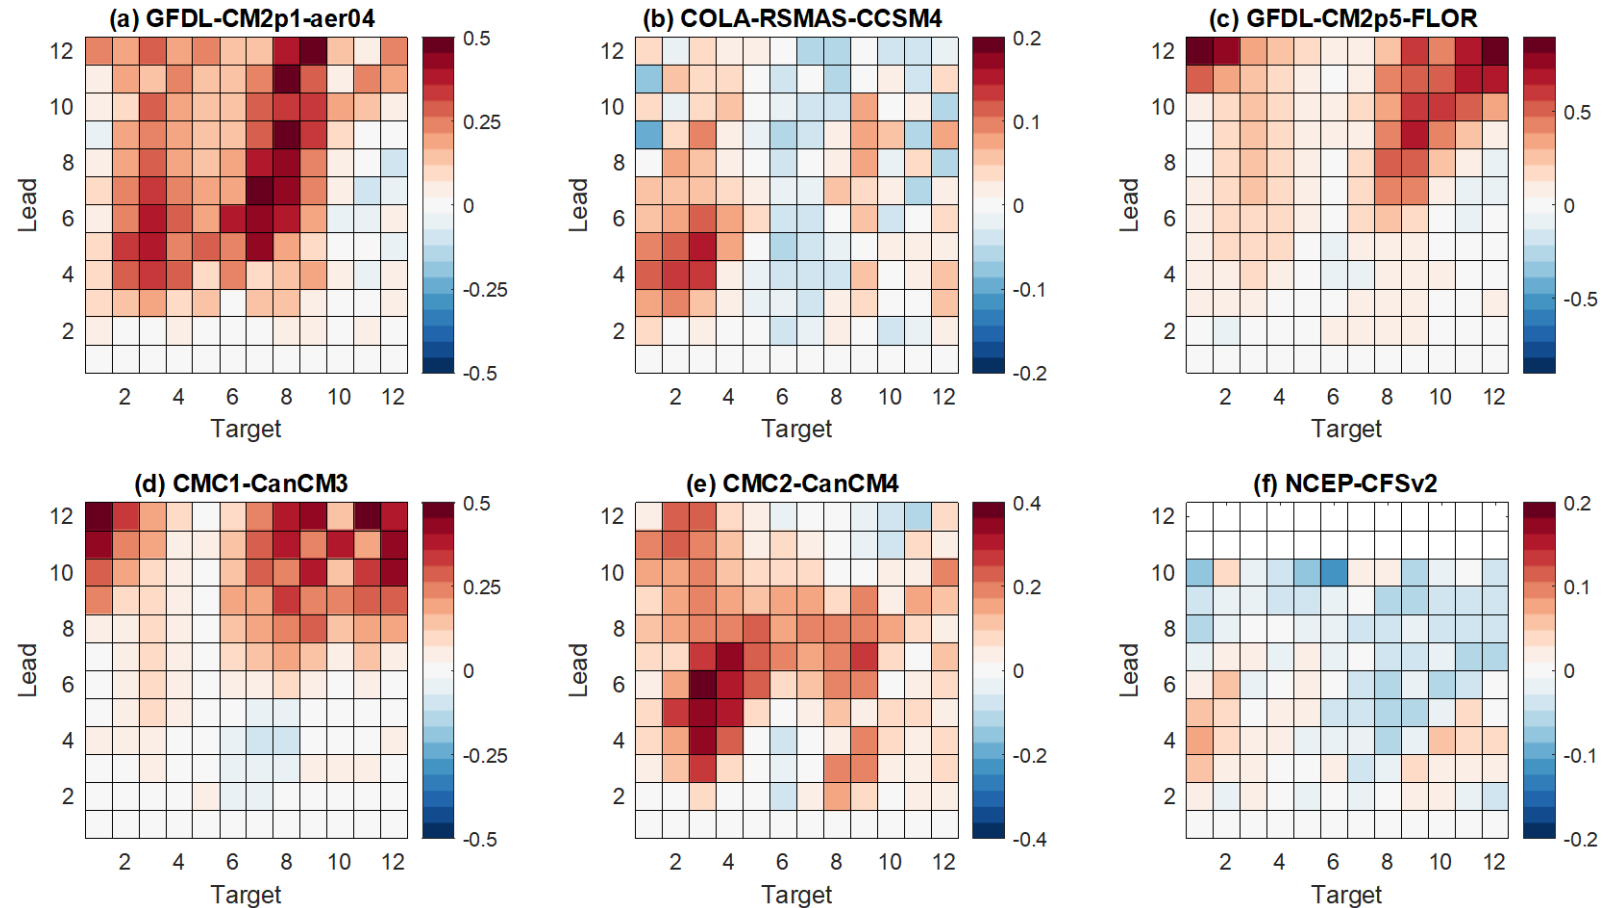 (a) GFDL-CM2p1-aer04
12
10
8
6
4
2
Lead
2 4 6 8 10 12
Target
0.5
0.25
0
-0.25
-0.5
(b) COLA-RSMAS-CCSM4
12
10
8
6
4
2
Lead
2 4 6 8 10 12
Target
0.2
0.1
0
-0.1
-0.2
(c) GFDL-CM2p5-FLOR
12
10
8
6
4
2
Lead
2 4 6 8 10 12
Target
0.5
0
-0.5
(d) CMC1-CanCM3
12
10
8
6
4
2
Lead
2 4 6 8 10 12
Target
0.5
0.25
0
-0.25
-0.5
(e) CMC2-CanCM4
12
10
8
6
4
2
Lead
2 4 6 8 10 12
Target
0.4
0.2
0
-0.2
-0.4
(f) NCEP-CFSv2
12
10
8
6
4
2
Lead
2 4 6 8 10 12
Target
0.2
0.1
0
-0.1
-0.2